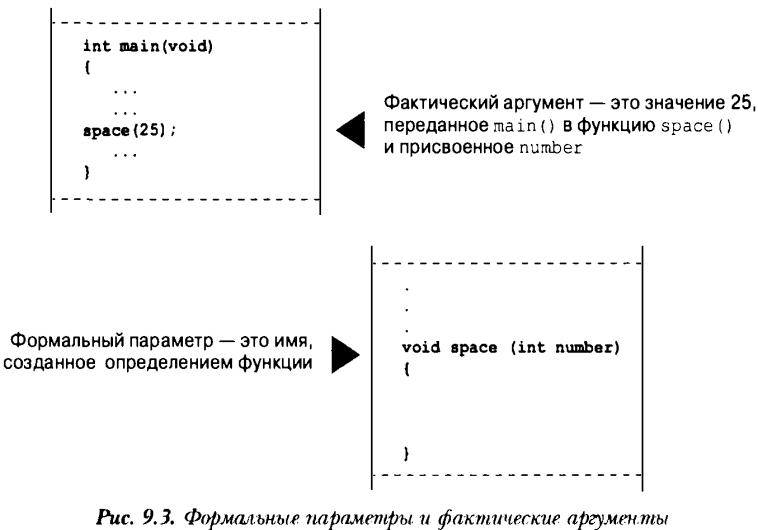 int main(void)
{
...
...
space(25);
...
}
Фактический аргумент — это значение 25,
переданное main() в функцию space()
и присвоенное number
.
.
.
void space (int number)
{
}
Формальный параметр — это имя,
созданное определением функции
Рис. 9.3. Формальные параметры и фактические аргументы